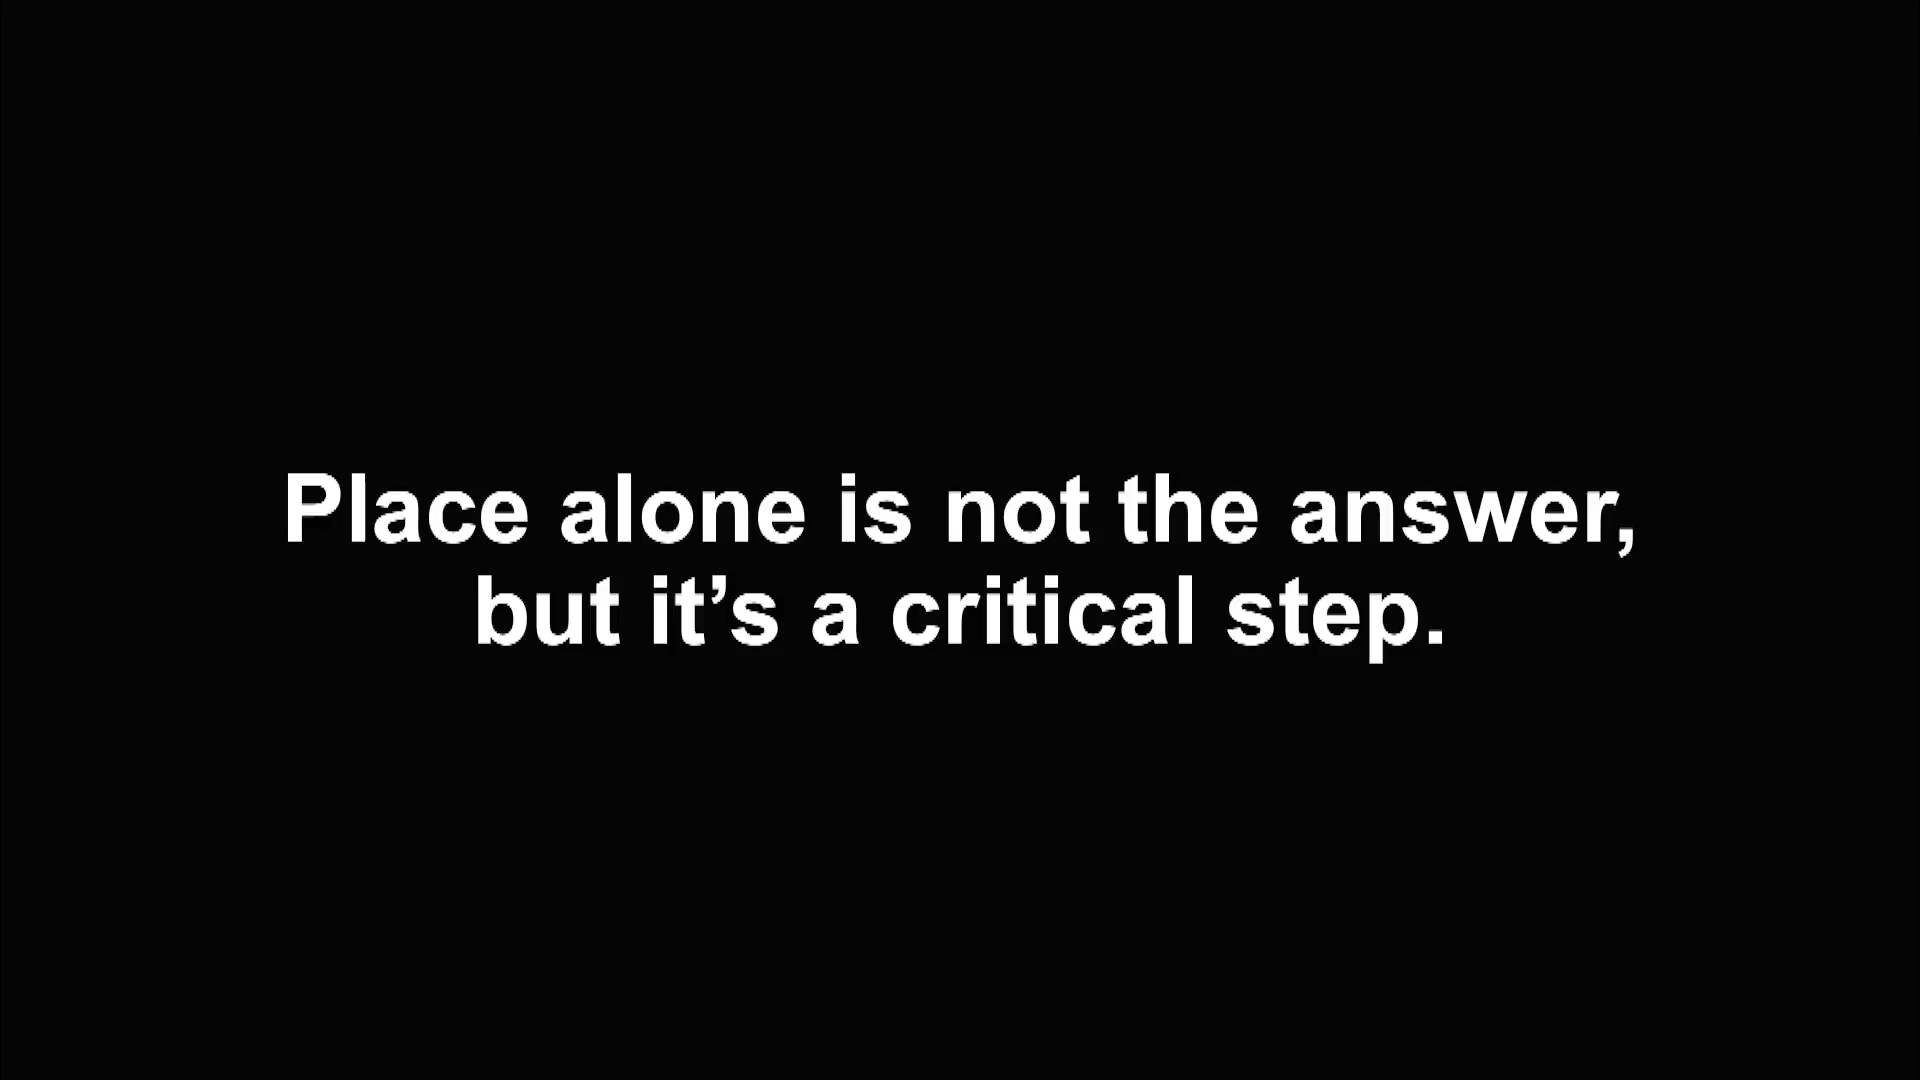 Place alone is not the answer,
but it’s a critical step.